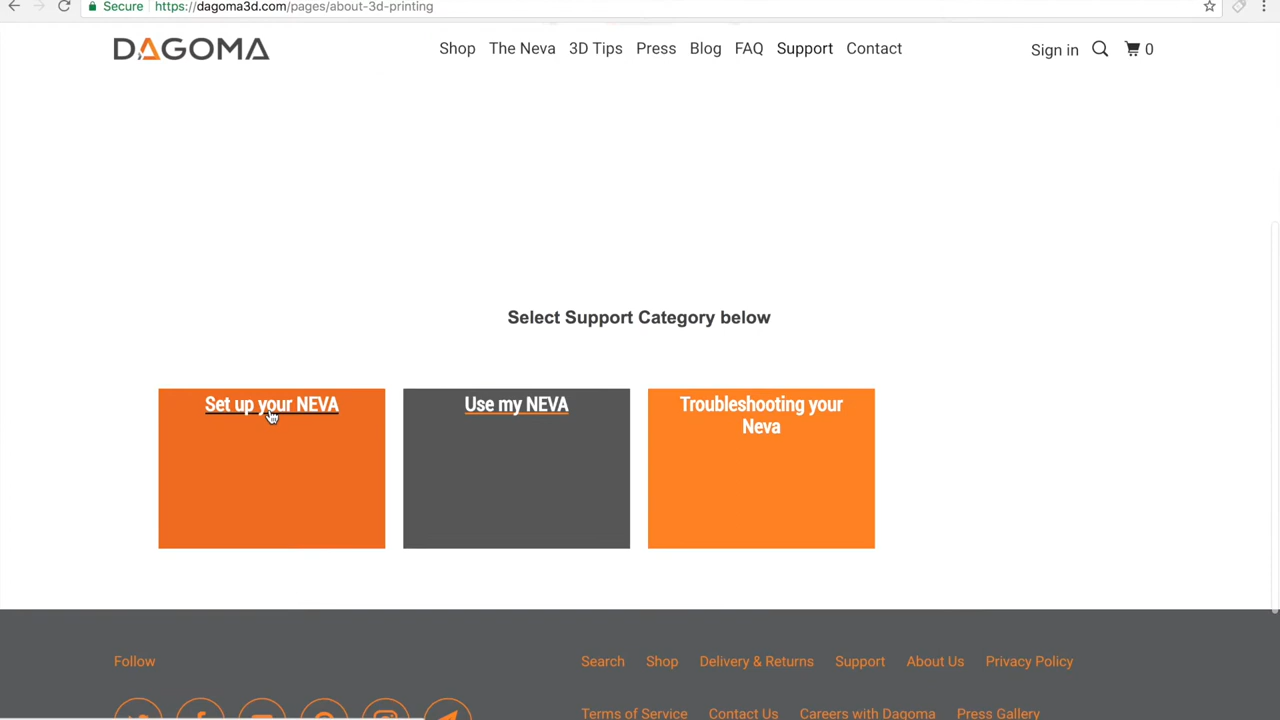 Secure https://dagoma3d.com/pages/about-3d-printing
DAGOMA Shop The Neva 3D Tips Press Blog FAQ Support Contact Sign in 0
Select Support Category below
Set up your NEVA
Use my NEVA
Troubleshooting your
Neva
Follow
Search Shop Delivery & Returns Support About Us Privacy Policy
Terms of Service Contact Us Careers with Dagoma Press Gallery